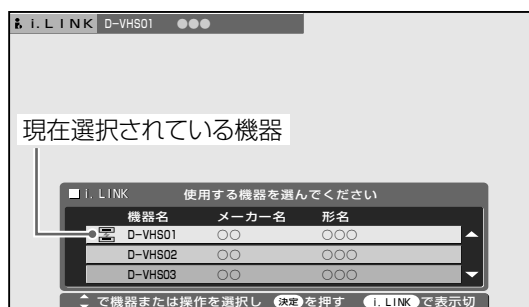 i.LINK D-VHS01 ●●●
現在選択されている機器
i.LINK 使用する機器を選んでください
機器名 メーカー名 形名
D-VHS01 ○○ ○○○
D-VHS02 ○○ ○○○
D-VHS03 ○○ ○○○
で機器または操作を選択し 決定 を押す i.LINK で表示切